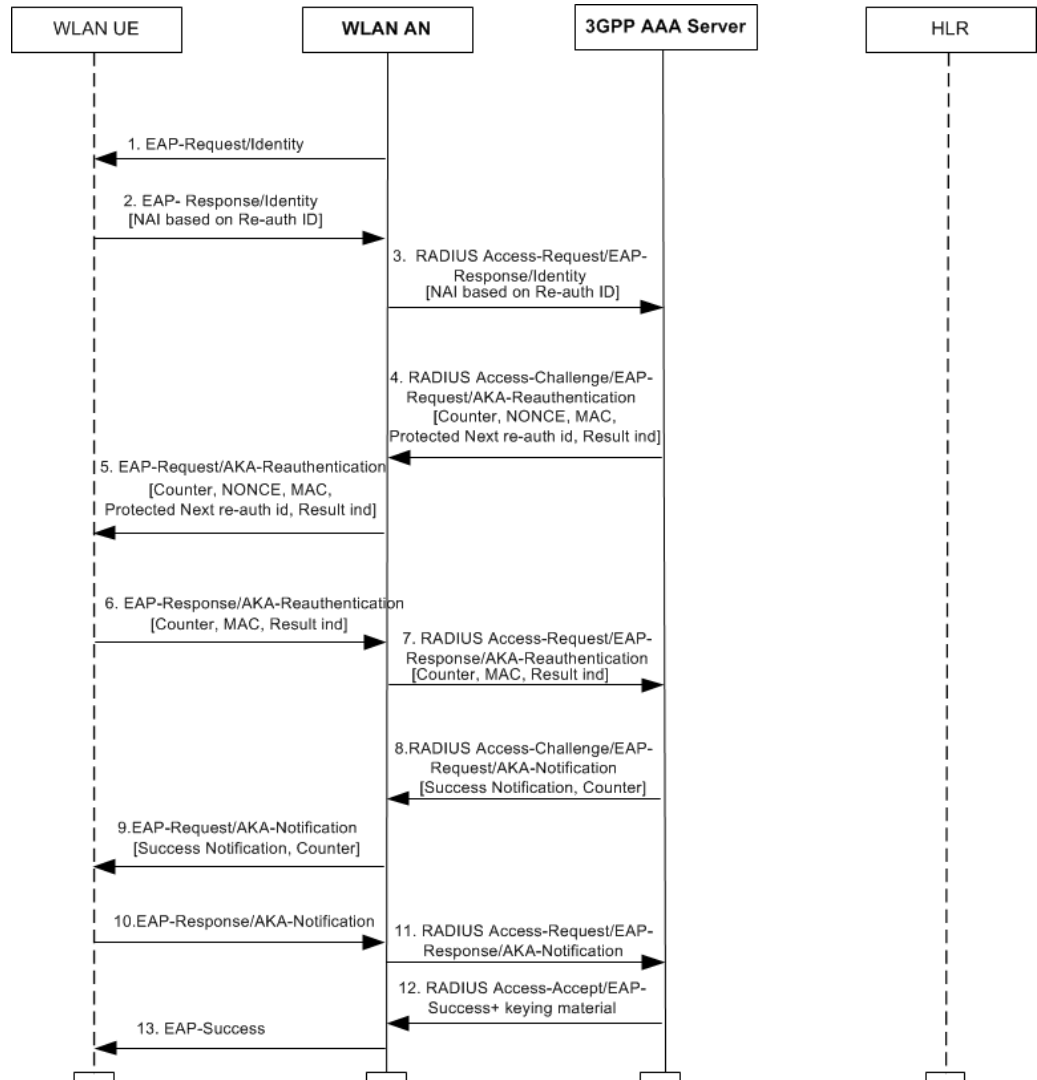 WLAN UE
WLAN AN
3GPP AAA Server
HLR
1. EAP-Request/Identity
2. EAP- Response/Identity
[NAI based on Re-auth ID]
3. RADIUS Access-Request/EAP-
Response/Identity
[NAI based on Re-auth ID]
4. RADIUS Access-Challenge/EAP-
Request/AKA-Reauthentication
[Counter, NONCE, MAC,
Protected Next re-auth id, Result ind]
5. EAP-Request/AKA-Reauthentication
[Counter, NONCE, MAC,
Protected Next re-auth id, Result ind]
6. EAP-Response/AKA-Reauthentication
[Counter, MAC, Result ind]
7. RADIUS Access-Request/EAP-
Response/AKA-Reauthentication
[Counter, MAC, Result ind]
8.RADIUS Access-Challenge/EAP-
Request/AKA-Notification
[Success Notification, Counter]
9.EAP-Request/AKA-Notification
[Success Notification, Counter]
10.EAP-Response/AKA-Notification
11. RADIUS Access-Request/EAP-
Response/AKA-Notification
12. RADIUS Access-Accept/EAP-
Success+ keying material
13. EAP-Success